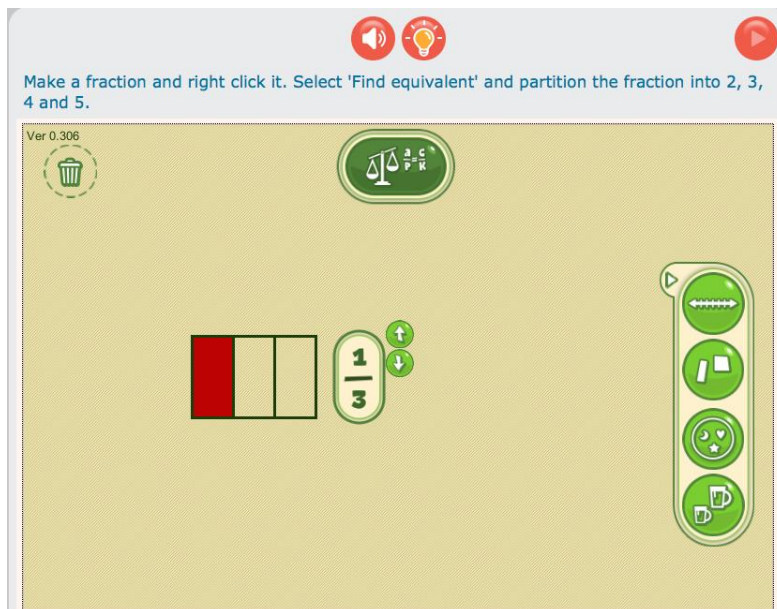 Make a fraction and right click it. Select 'Find equivalent' and partition the fraction into 2, 3,
4 and 5.
Ver 0.306
a/P = c/K
1
3